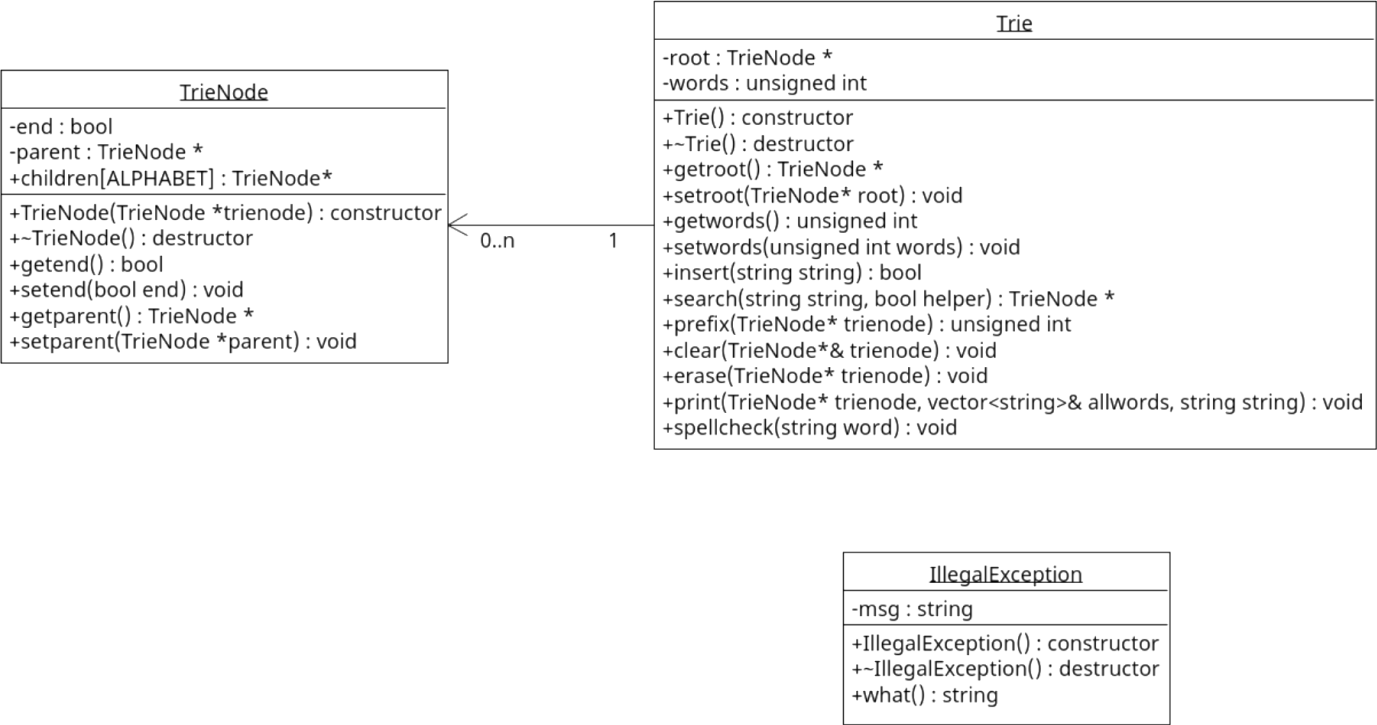 TrieNode
-end : bool
-parent : TrieNode *
+children[ALPHABET] : TrieNode*
+TrieNode(TrieNode *trienode) : constructor
+~TrieNode() : destructor
+getend() : bool
+setend(bool end) : void
+getparent() : TrieNode *
+setparent(TrieNode *parent) : void
0..n
1
Trie
-root : TrieNode *
-words : unsigned int
+Trie() : constructor
+~Trie() : destructor
+getroot() : TrieNode *
+setroot(TrieNode* root) : void
+getwords() : unsigned int
+setwords(unsigned int words) : void
+insert(string string) : bool
+search(string string, bool helper) : TrieNode *
+prefix(TrieNode* trienode) : unsigned int
+clear(TrieNode*& trienode) : void
+erase(TrieNode* trienode) : void
+print(TrieNode* trienode, vector<string>& allwords, string string) : void
+spellcheck(string word) : void
IllegalException
-msg : string
+IllegalException() : constructor
+~IllegalException() : destructor
+what() : string